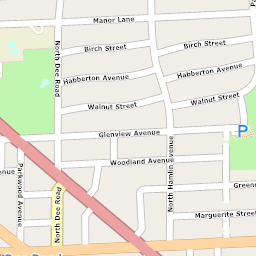 Manor Lane
Birch Street
Birch Street
North Dee Road
Habberton Avenue
Habberton Avenue
Walnut Street
Walnut Street
Glenview Avenue
P
Woodland Avenue
North Hamlin Avenue
Parkwood Avenue
North Dee Road
Marguerite Street